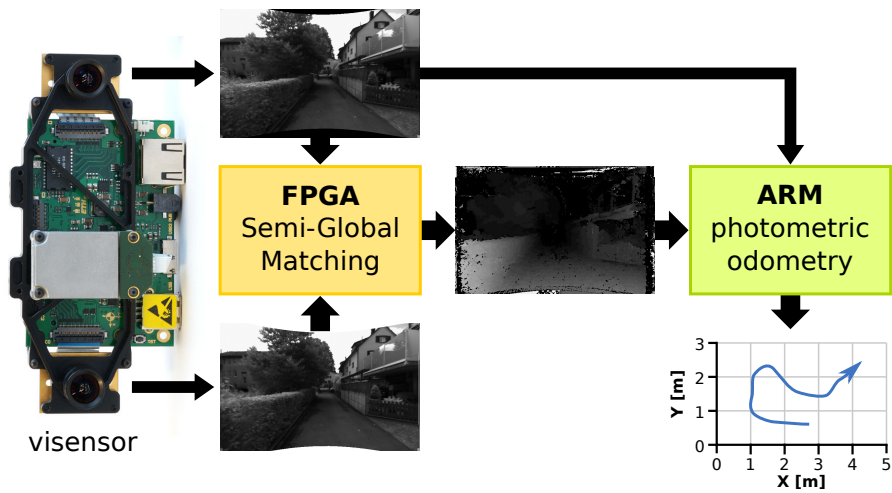 FPGA
Semi-Global
Matching
ARM
photometric
odometry
visensor
3
2
1
0
Y [m]
0 1 2 3 4 5
X [m]